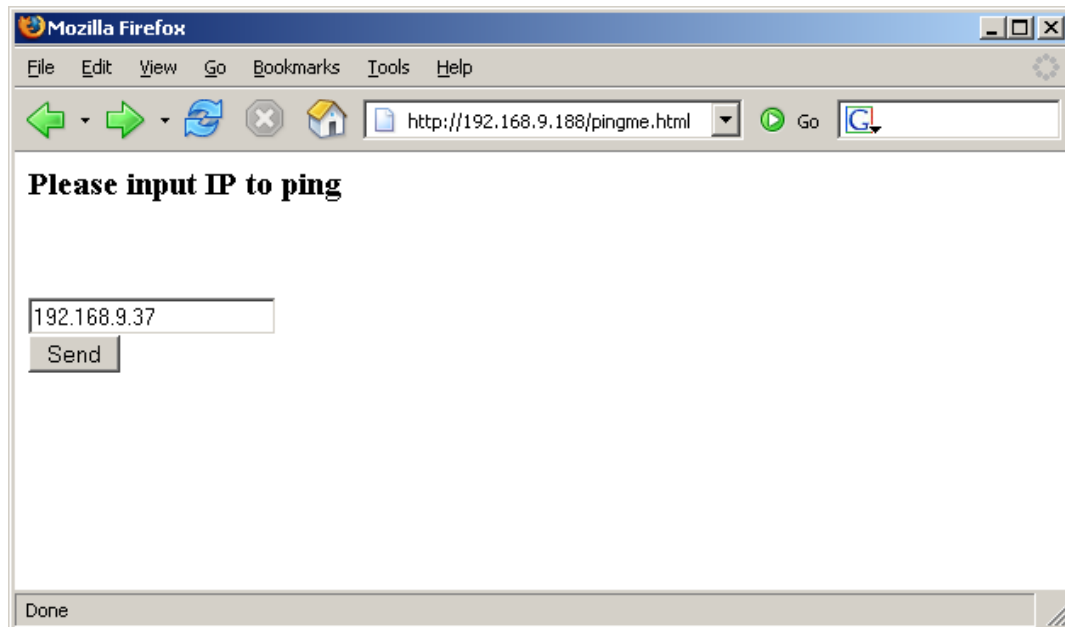 Mozilla Firefox
File Edit View Go Bookmarks Tools Help
http://192.168.9.188/pingme.html Go G
Please input IP to ping
192.168.9.37
Send
Done